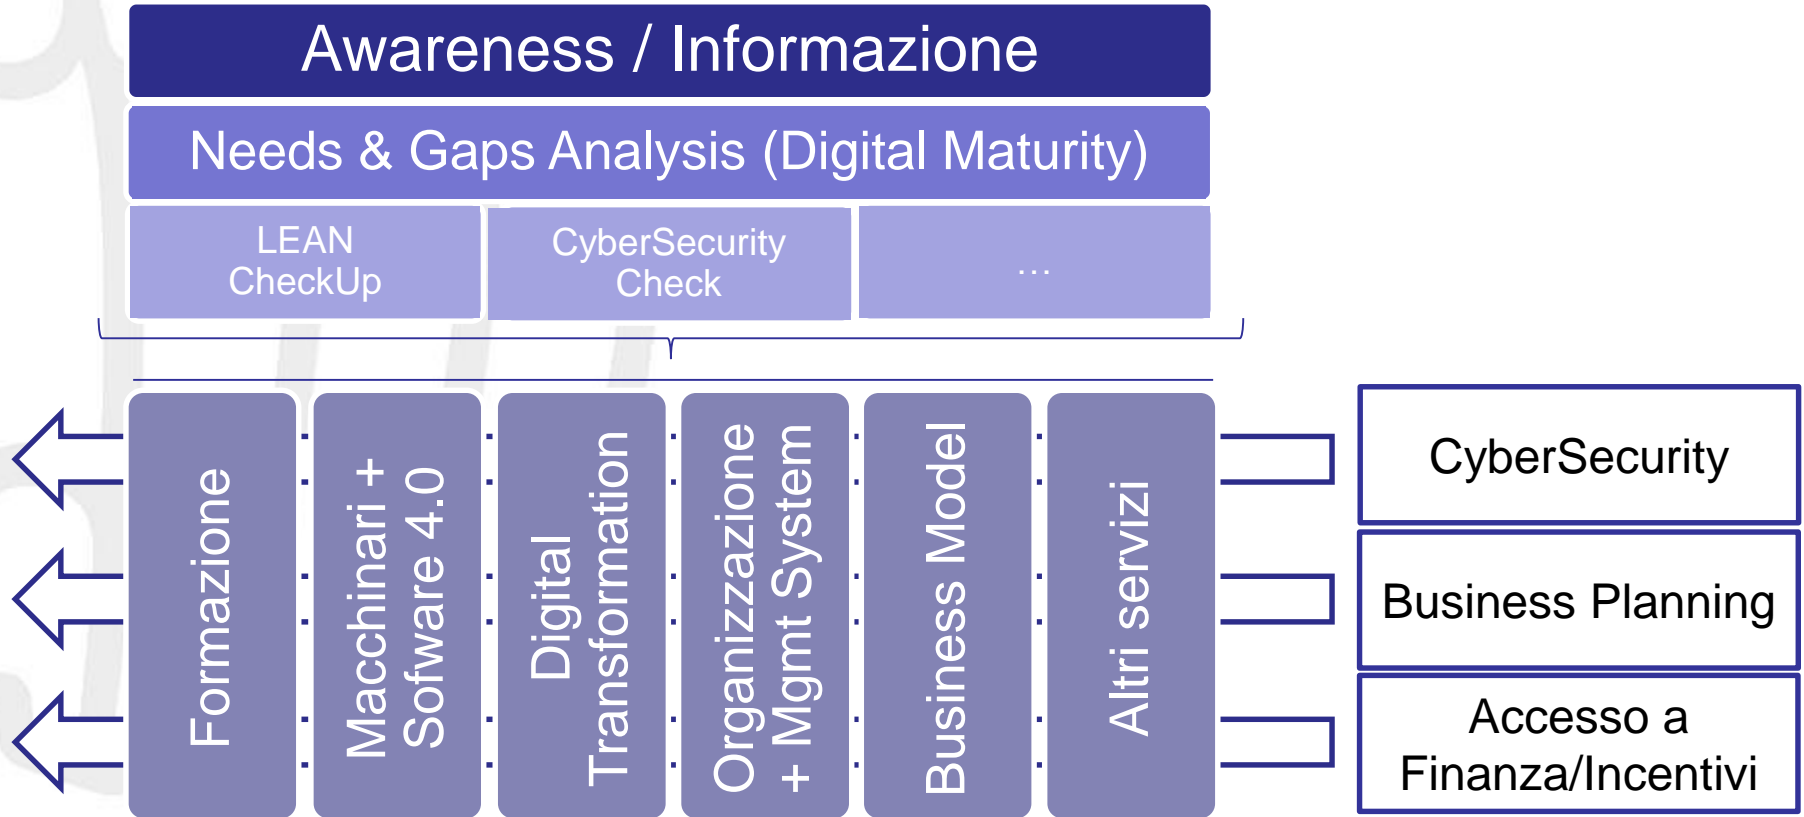 Awareness / Informazione
Needs & Gaps Analysis (Digital Maturity)
LEAN
CheckUp
CyberSecurity
Check
…
Formazione
Macchinari +
Sofware 4.0
Digital
Transformation
Organizzazione
+ Mgmt System
Business Model
Altri servizi
CyberSecurity
Business Planning
Accesso a
Finanza/Incentivi